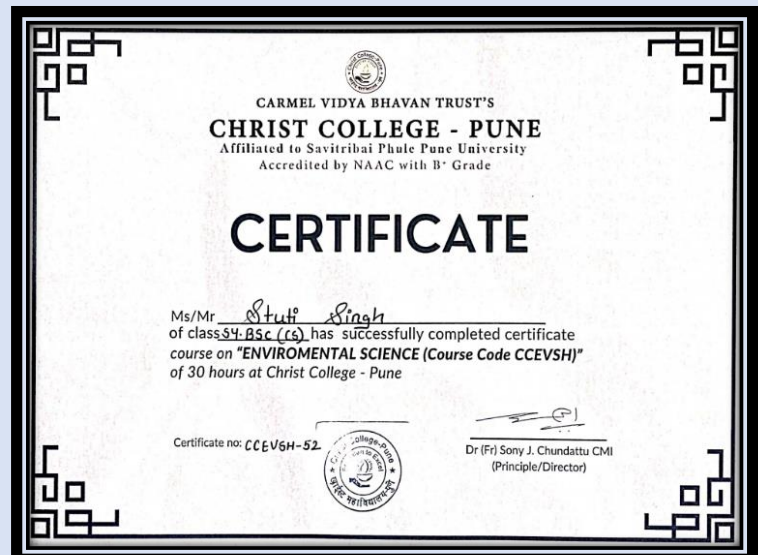 CARMEL VIDYA BHAVAN TRUST'S
CHRIST COLLEGE - PUNE
Affiliated to Savitribai Phule Pune University
Accredited by NAAC with B+ Grade
CERTIFICATE
Ms/Mr Stuti Singh
of class SY.BSc (CS) has successfully completed certificate
course on "ENVIROMENTAL SCIENCE (Course Code CCEVSH)"
of 30 hours at Christ College - Pune
Certificate no: CCEVSH-52
Dr (Fr) Sony J. Chundattu CMI
(Principle/Director)